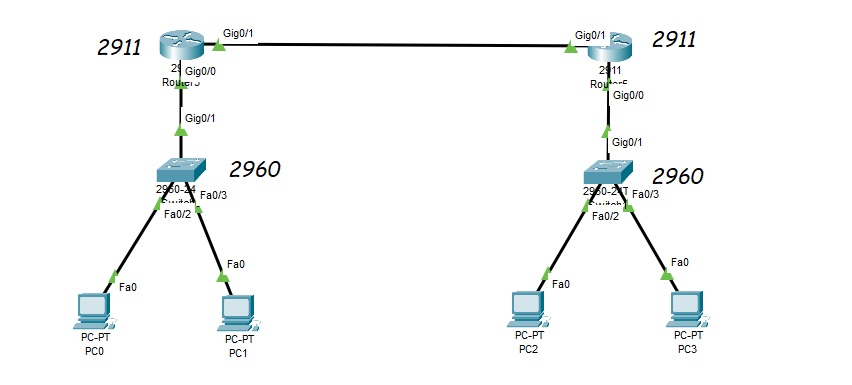 Gig0/1
Gig0/1
2911
2911
2911
Gig0/0
Gig0/0
Gig0/1
Gig0/1
2960
2960
Fa0/3
Fa0/3
Fa0/2
Fa0/2
Fa0
Fa0
Fa0
Fa0
PC-PT
PC0
PC-PT
PC1
PC-PT
PC2
PC-PT
PC3